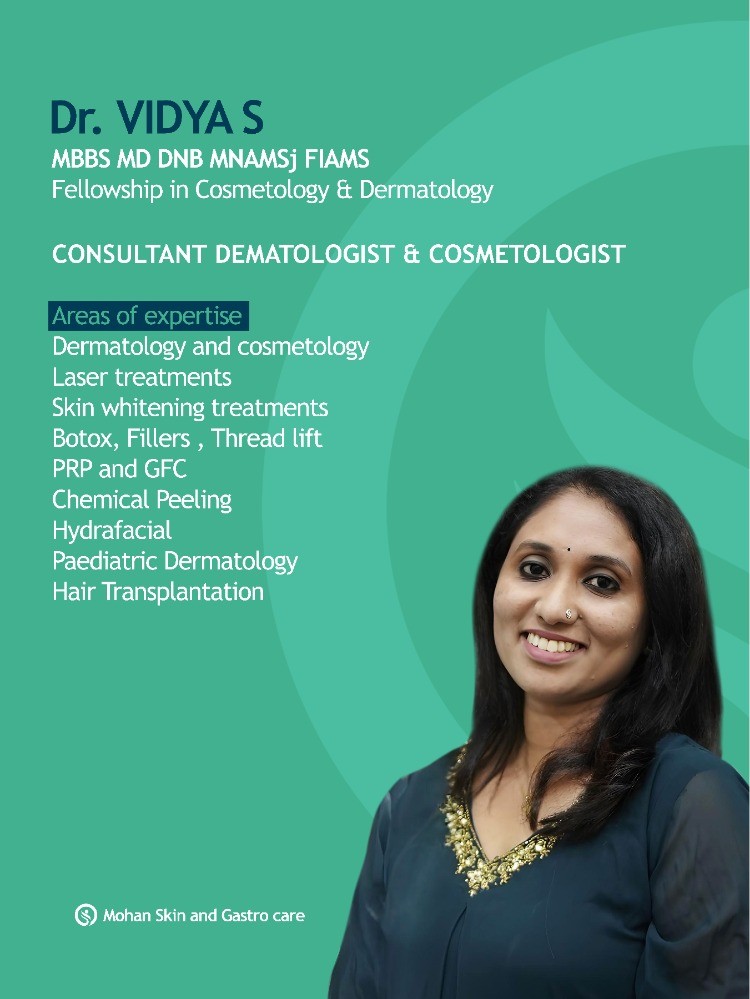 Dr. VIDYA S
MBBS MD DNB MNAMSj FIAMS
Fellowship in Cosmetology & Dermatology
CONSULTANT DEMATOLOGIST & COSMETOLOGIST
Areas of expertise
Dermatology and cosmetology
Laser treatments
Skin whitening treatments
Botox, Fillers , Thread lift
PRP and GFC
Chemical Peeling
Hydrafacial
Paediatric Dermatology
Hair Transplantation
Mohan Skin and Gastro care